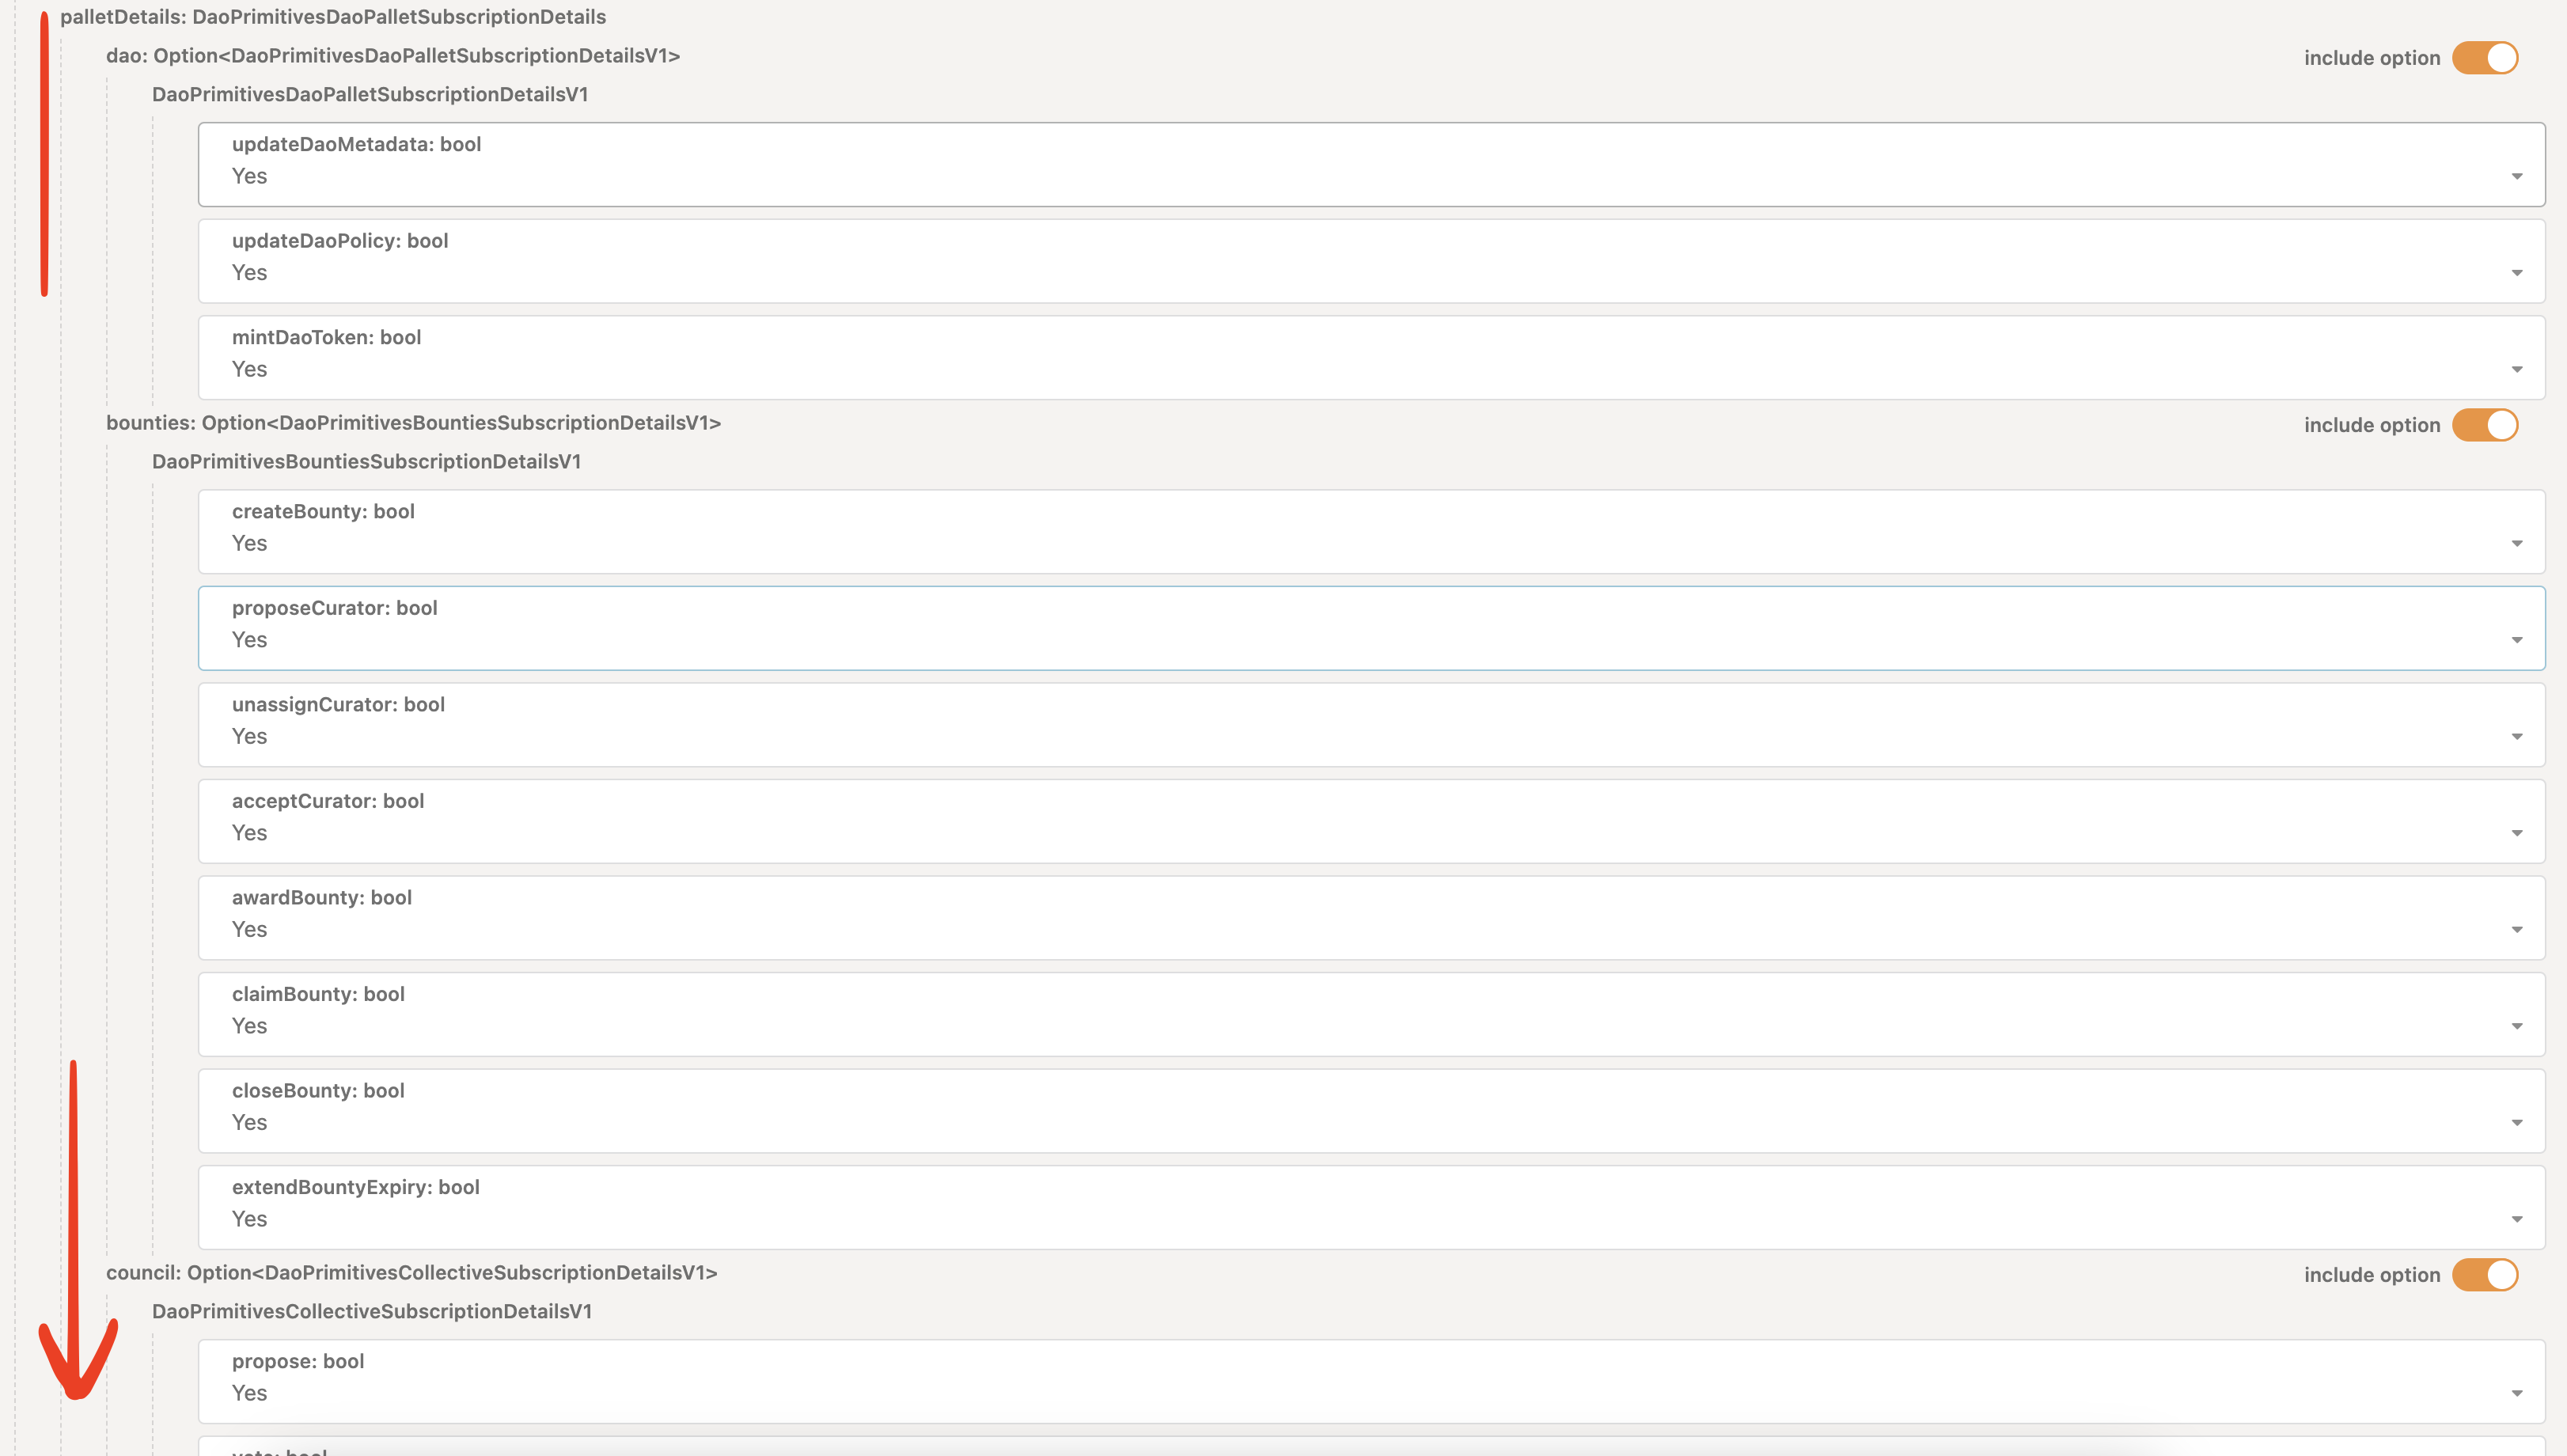 palletDetails: DaoPrimitivesDaoPalletSubscriptionDetails
dao: Option<DaoPrimitivesDaoPalletSubscriptionDetailsV1>
include option
DaoPrimitivesDaoPalletSubscriptionDetailsV1
updateDaoMetadata: bool
Yes
updateDaoPolicy: bool
Yes
mintDaoToken: bool
Yes
bounties: Option<DaoPrimitivesBountiesSubscriptionDetailsV1>
include option
DaoPrimitivesBountiesSubscriptionDetailsV1
createBounty: bool
Yes
proposeCurator: bool
Yes
unassignCurator: bool
Yes
acceptCurator: bool
Yes
awardBounty: bool
Yes
claimBounty: bool
Yes
closeBounty: bool
Yes
extendBountyExpiry: bool
Yes
council: Option<DaoPrimitivesCollectiveSubscriptionDetailsV1>
include option
DaoPrimitivesCollectiveSubscriptionDetailsV1
propose: bool
Yes
vote: bool